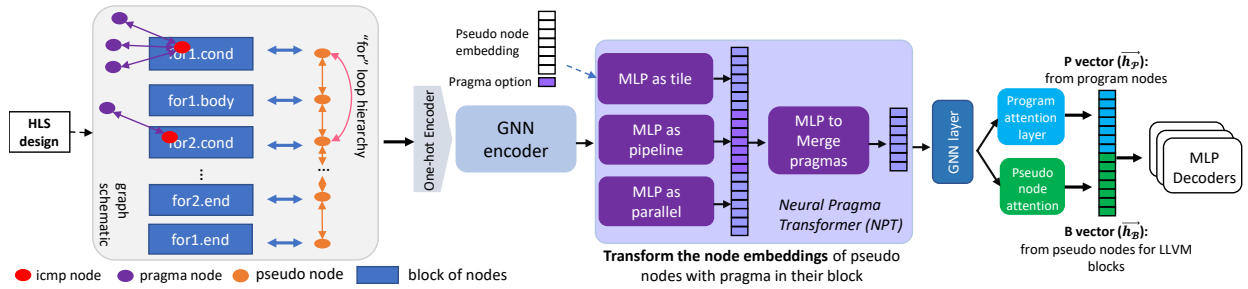 HLS
design
for1.cond
for1.body
for2.cond
...
for2.end
for1.end
graph
schematic
"for" loop hierarchy
...
icmp node
pragma node
pseudo node
block of nodes
One-hot Encoder
GNN
encoder
Pseudo node
embedding
Pragma option
MLP as tile
MLP as
pipeline
MLP as
parallel
MLP to
Merge
pragmas
Neural Pragma
Transformer (NPT)
Transform the node embeddings of pseudo
nodes with pragma in their block
GNN layer
Program
attention
layer
Pseudo
node
attention
P vector (h_𝒫):
from program nodes
B vector (h_ℬ):
from pseudo nodes for LLVM
blocks
MLP
Decoders